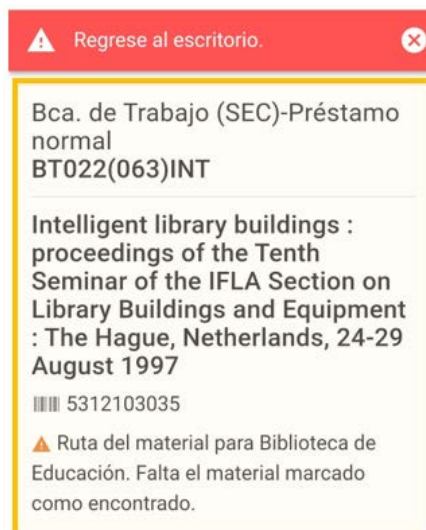 Regrese al escritorio.
Bca. de Trabajo (SEC)-Préstamo
normal
BT022(063)INT
Intelligent library buildings :
proceedings of the Tenth
Seminar of the IFLA Section on
Library Buildings and Equipment
: The Hague, Netherlands, 24-29
August 1997
5312103035
Ruta del material para Biblioteca de
Educación. Falta el material marcado
como encontrado.